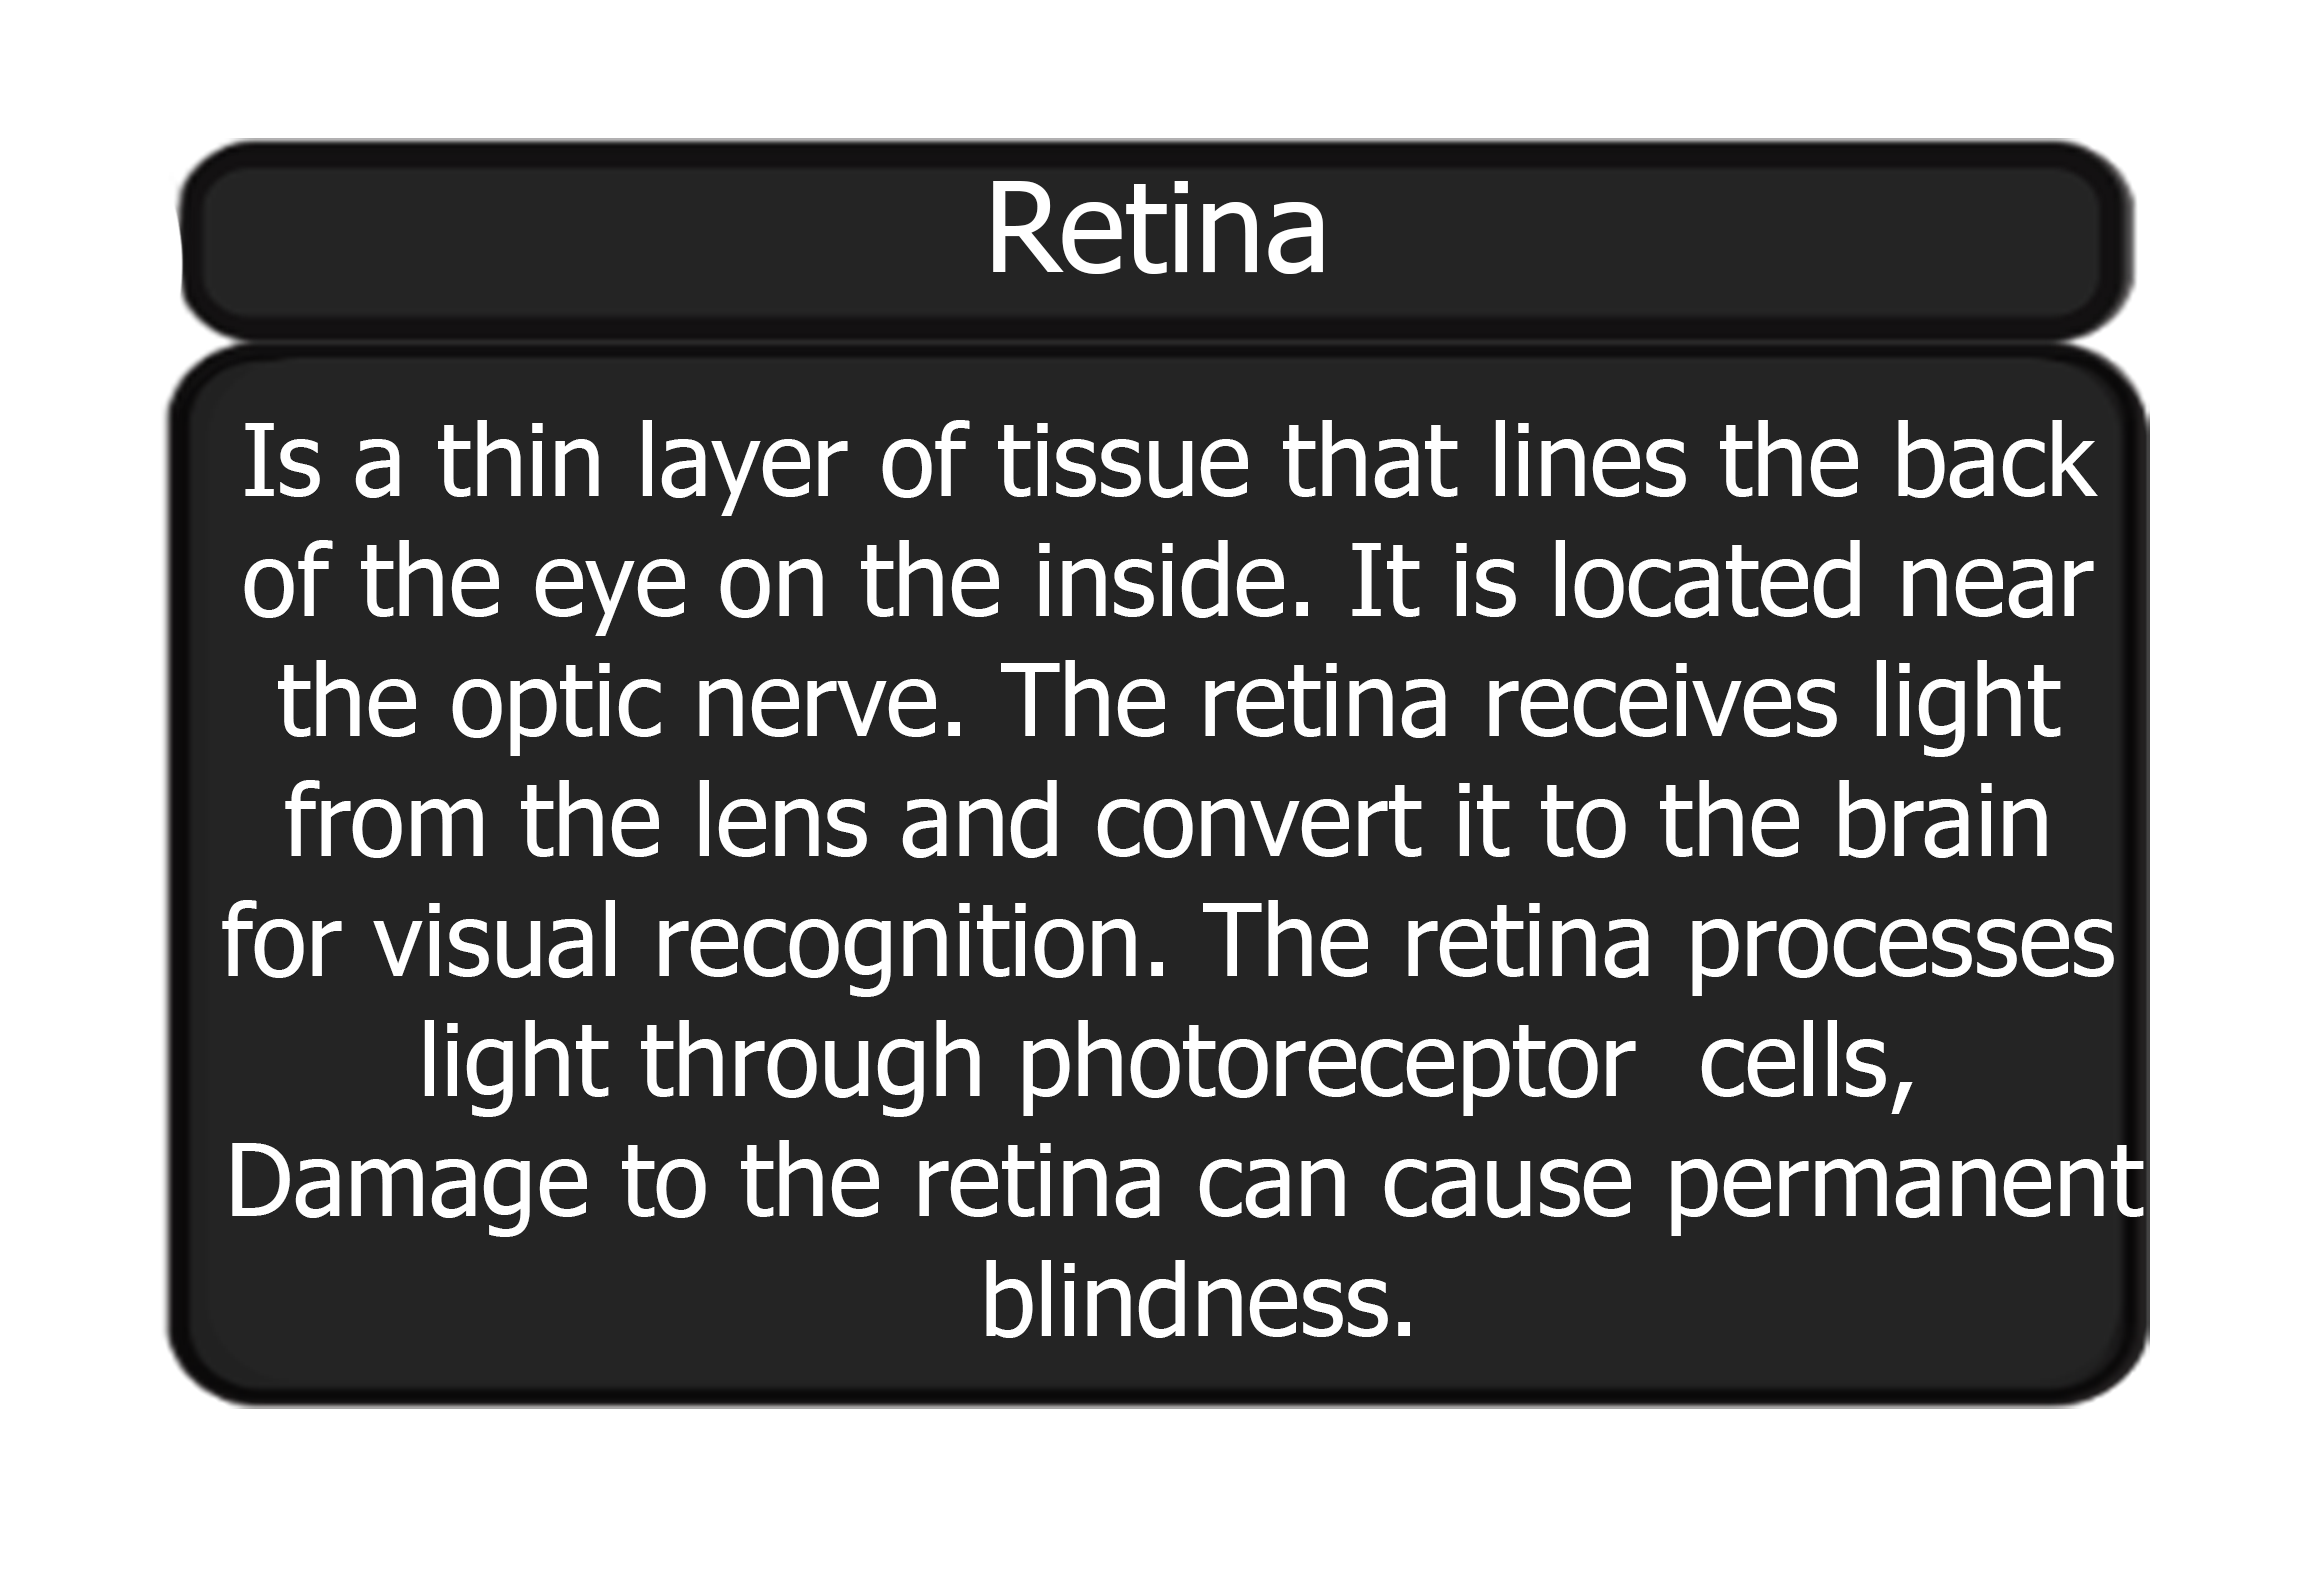 Retina
Is a thin layer of tissue that lines the back
of the eye on the inside. It is located near
the optic nerve. The retina receives light
from the lens and convert it to the brain
for visual recognition. The retina processes
light through photoreceptor  cells,
Damage to the retina can cause permanent
blindness.